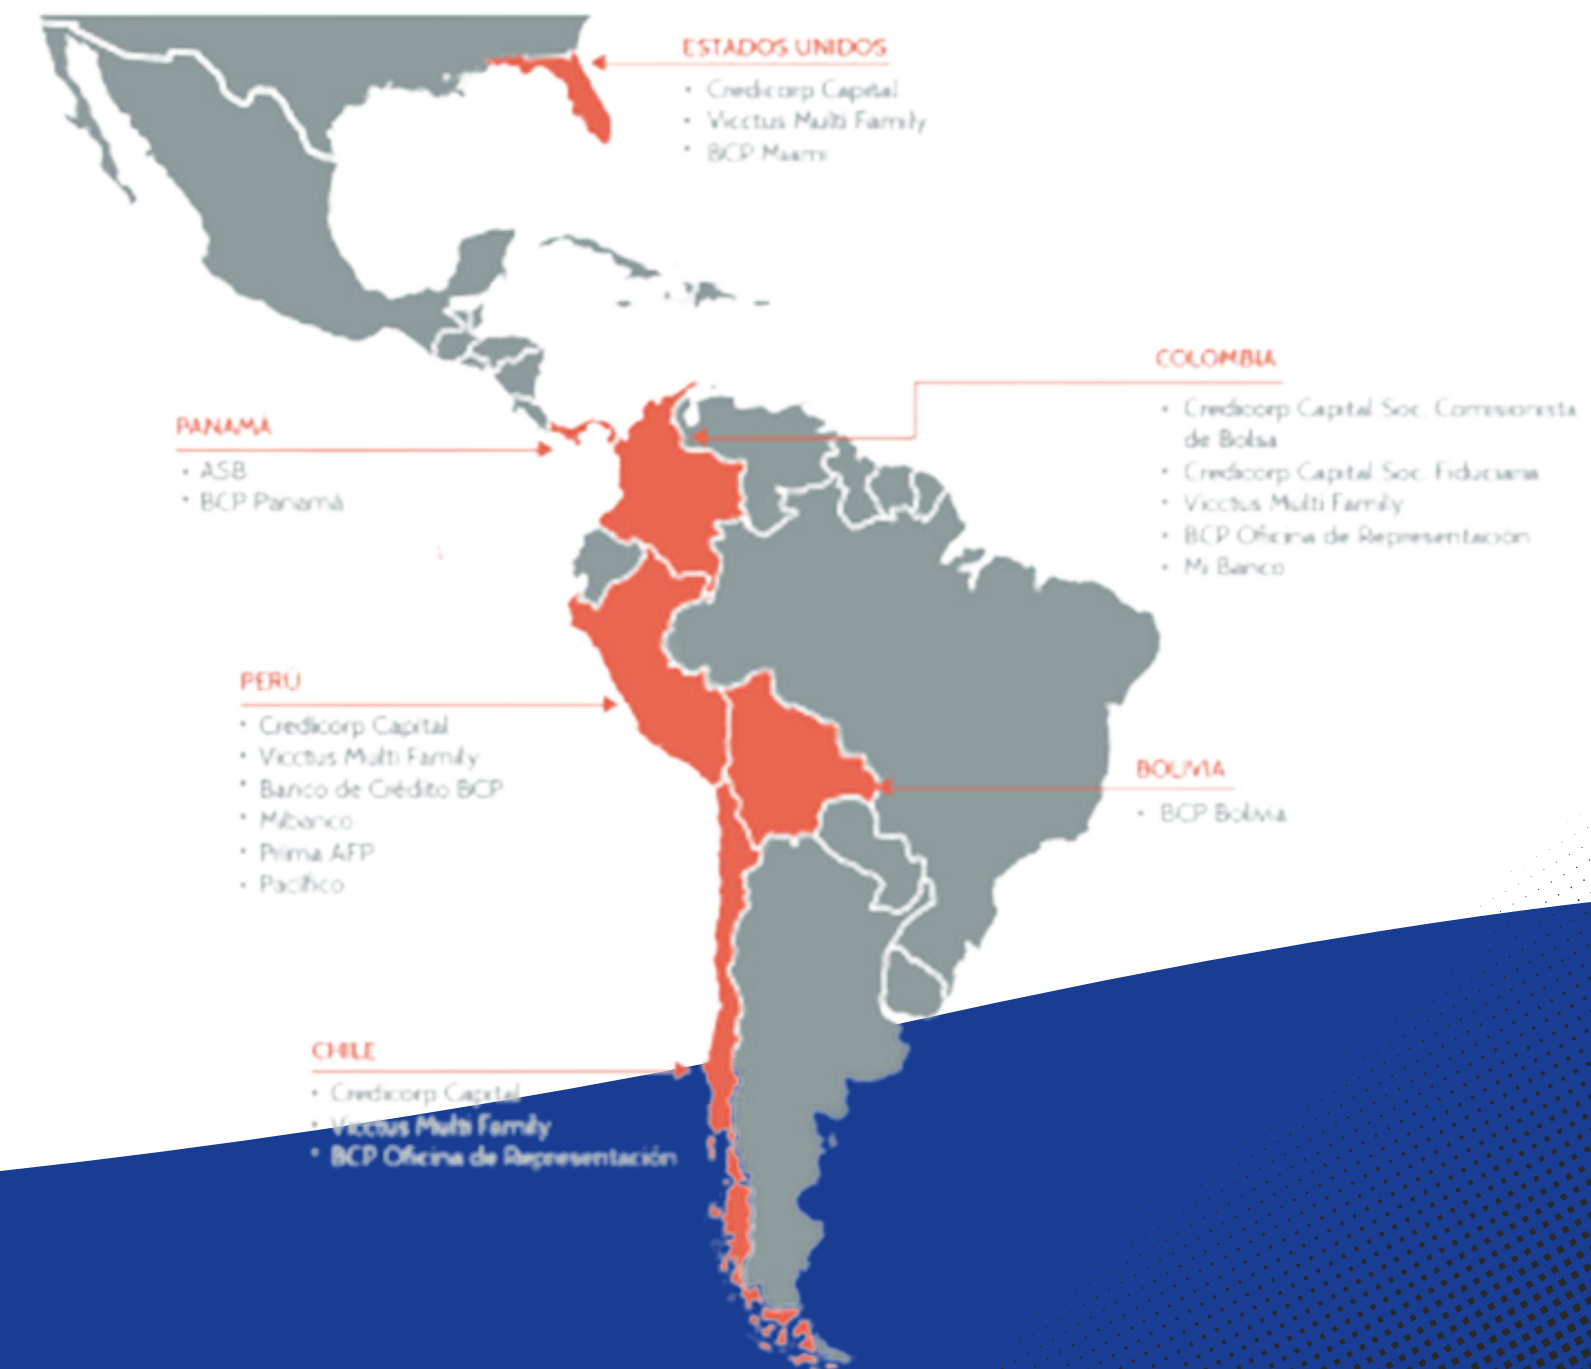 ESTADOS UNIDOS
• Credicorp Capital
• Vicctus Multi Family
• BCP Miami
COLOMBIA
• Credicorp Capital Soc. Comisionista
de Bolsa
• Credicorp Capital Soc. Fiduciaria
• Vicctus Multi Family
• BCP Oficina de Representación
• Mi Banco
PANAMÁ
• ASB
• BCP Panamá
PERÚ
• Credicorp Capital
• Vicctus Multi Family
• Banco de Crédito BCP
• Mibanco
• Prima AFP
• Pacífico
BOLIVIA
• BCP Bolivia
CHILE
• Credicorp Capital
• Vicctus Multi Family
• BCP Oficina de Representación